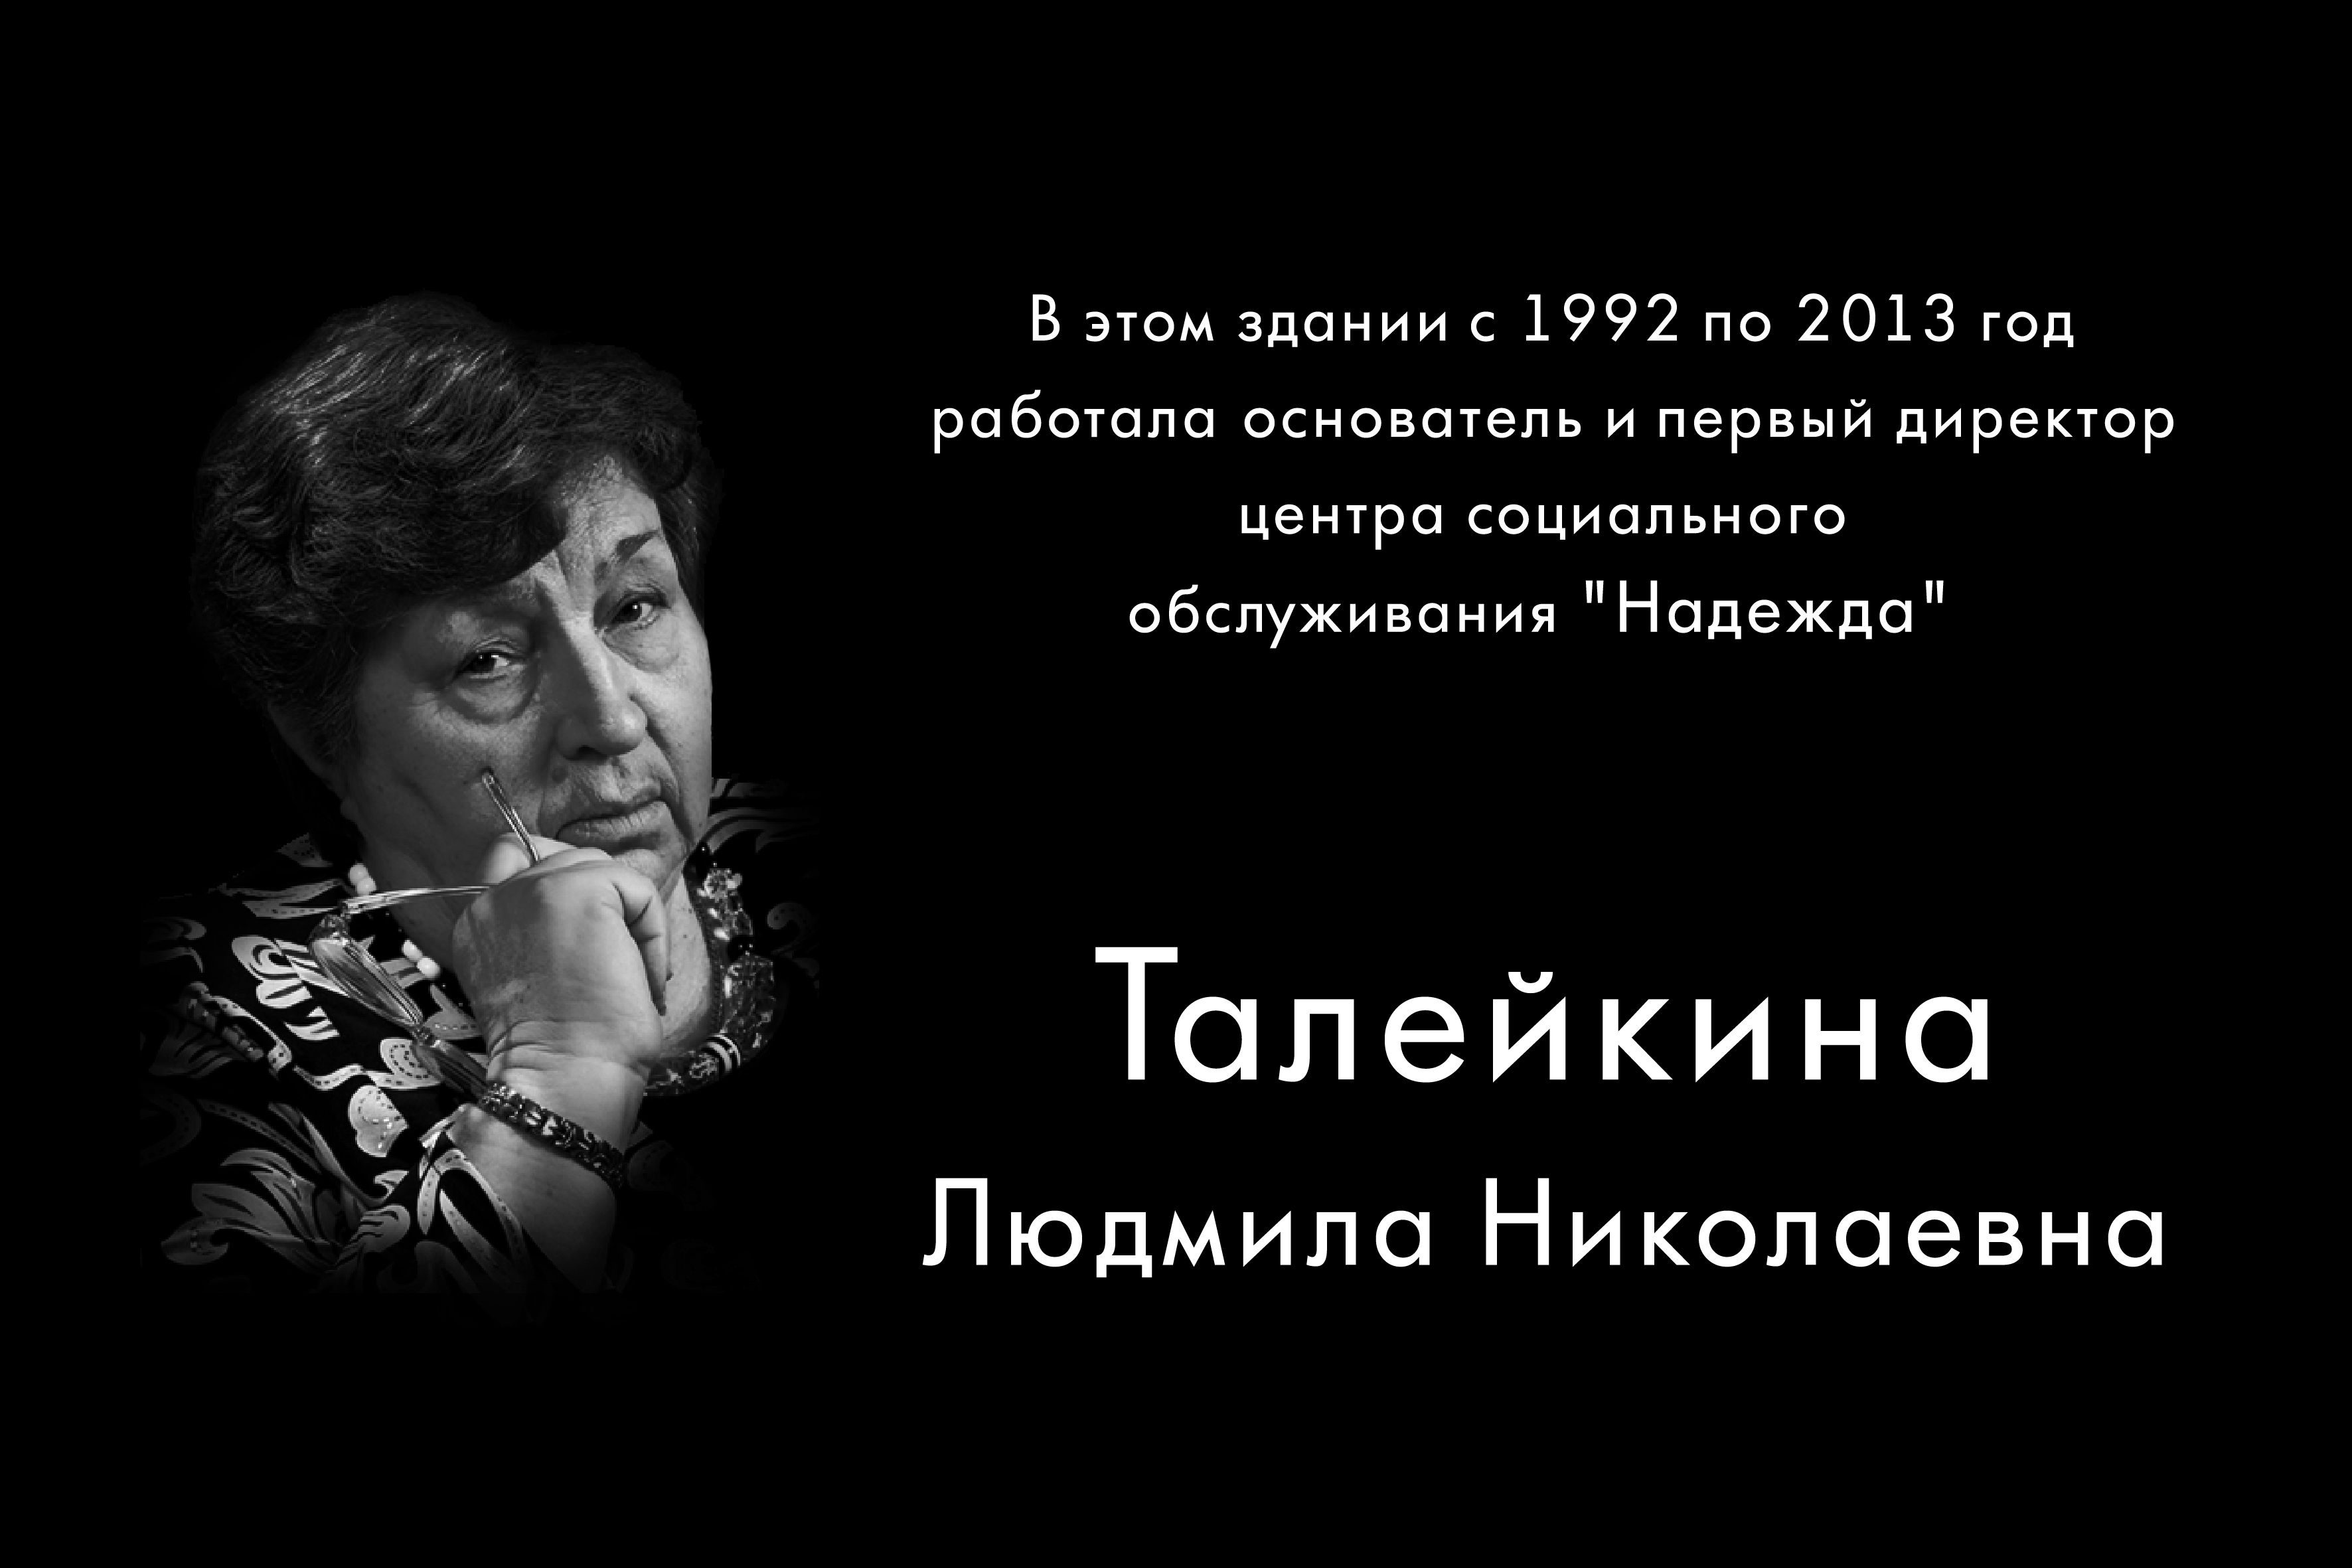 В этом здании с 1992 по 2013 год
работала основатель и первый директор
центра социального
обслуживания "Надежда"
Талейкина
Людмила Николаевна